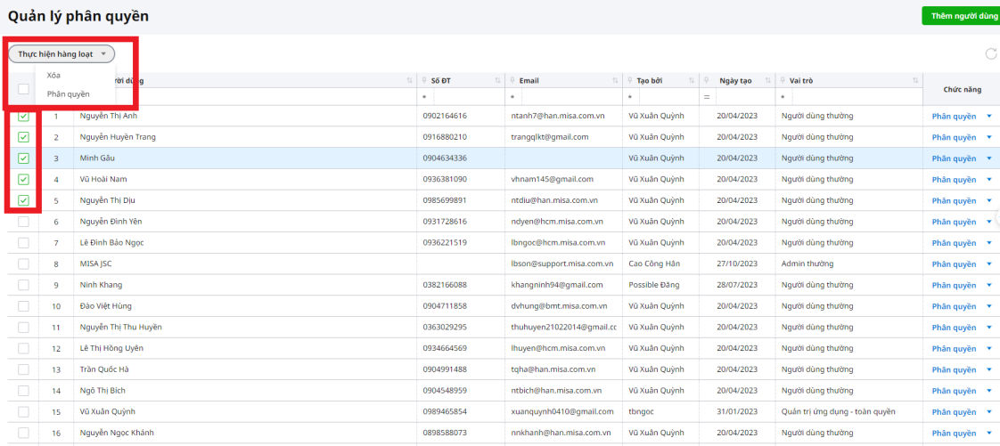 Quản lý phân quyền
Thêm người dùng
Thực hiện hàng loạt
Xóa
Phân quyền
Số ĐT Email Tạo bởi Ngày tạo Vai trò Chức năng
* * * = *
1 Nguyễn Thị Anh 0902164616 ntanh7@han.misa.com.vn Vũ Xuân Quỳnh 20/04/2023 Người dùng thường Phân quyền
2 Nguyễn Huyền Trang 0916880210 trangqlkt@gmail.com Vũ Xuân Quỳnh 20/04/2023 Người dùng thường Phân quyền
3 Minh Gấu 0904634336 Vũ Xuân Quỳnh 20/04/2023 Người dùng thường Phân quyền
4 Vũ Hoài Nam 0936381090 vhnam145@gmail.com Vũ Xuân Quỳnh 20/04/2023 Người dùng thường Phân quyền
5 Nguyễn Thị Dịu 0985699891 ntdiu@han.misa.com.vn Vũ Xuân Quỳnh 20/04/2023 Người dùng thường Phân quyền
6 Nguyễn Đình Yên 0931728616 ndyen@hcm.misa.com.vn Vũ Xuân Quỳnh 20/04/2023 Người dùng thường Phân quyền
7 Lê Đình Bảo Ngọc 0936221519 lbngoc@hcm.misa.com.vn Vũ Xuân Quỳnh 20/04/2023 Người dùng thường Phân quyền
8 MISA JSC lbson@support.misa.com.vn Cao Công Hân 27/10/2023 Admin thường Phân quyền
9 Ninh Khang 0382166088 khangninh94@gmail.com Possible Đăng 28/07/2023 Người dùng thường Phân quyền
10 Đào Việt Hùng 0904711858 dvhung@bmt.misa.com.vn Vũ Xuân Quỳnh 20/04/2023 Người dùng thường Phân quyền
11 Nguyễn Thị Thu Huyền 0363029295 thuhuyen21022014@gmail.cc Vũ Xuân Quỳnh 20/04/2023 Người dùng thường Phân quyền
12 Lê Thị Hồng Uyên 0934664569 lhuyen@hcm.misa.com.vn Vũ Xuân Quỳnh 20/04/2023 Người dùng thường Phân quyền
13 Trần Quốc Hà 0904991488 tqha@han.misa.com.vn Vũ Xuân Quỳnh 20/04/2023 Người dùng thường Phân quyền
14 Ngô Thị Bích 0904548959 ntbich@han.misa.com.vn Vũ Xuân Quỳnh 20/04/2023 Người dùng thường Phân quyền
15 Vũ Xuân Quỳnh 0989465854 xuanquynh0410@gmail.com tbngoc 31/01/2023 Quản trị ứng dụng - toàn quyền Phân quyền
16 Nguyễn Ngọc Khánh 0898588073 nnkhanh@han.misa.com.vn Vũ Xuân Quỳnh 20/04/2023 Người dùng thường Phân quyền